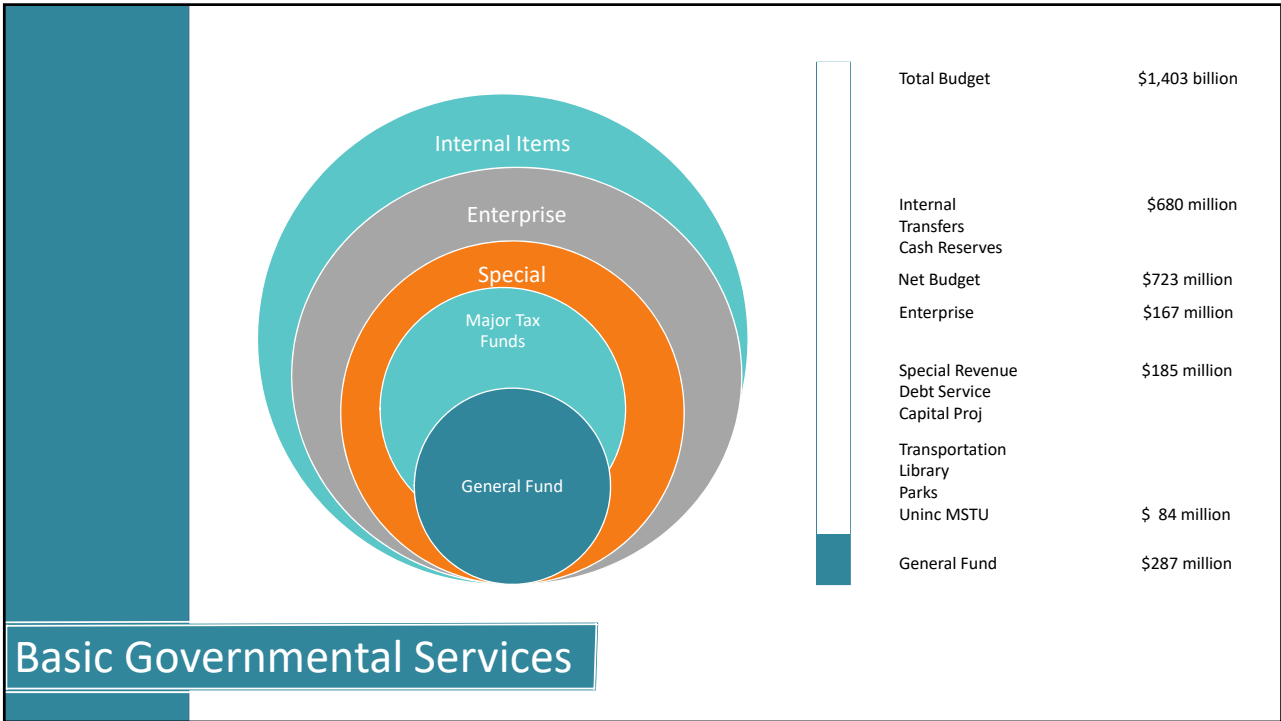 Internal Items
Enterprise
Special
Major Tax
Funds
General Fund
Total Budget $1,403 billion
Internal $680 million
Transfers
Cash Reserves
Net Budget $723 million
Enterprise $167 million
Special Revenue $185 million
Debt Service
Capital Proj
Transportation
Library
Parks
Uninc MSTU $ 84 million
General Fund $287 million
Basic Governmental Services